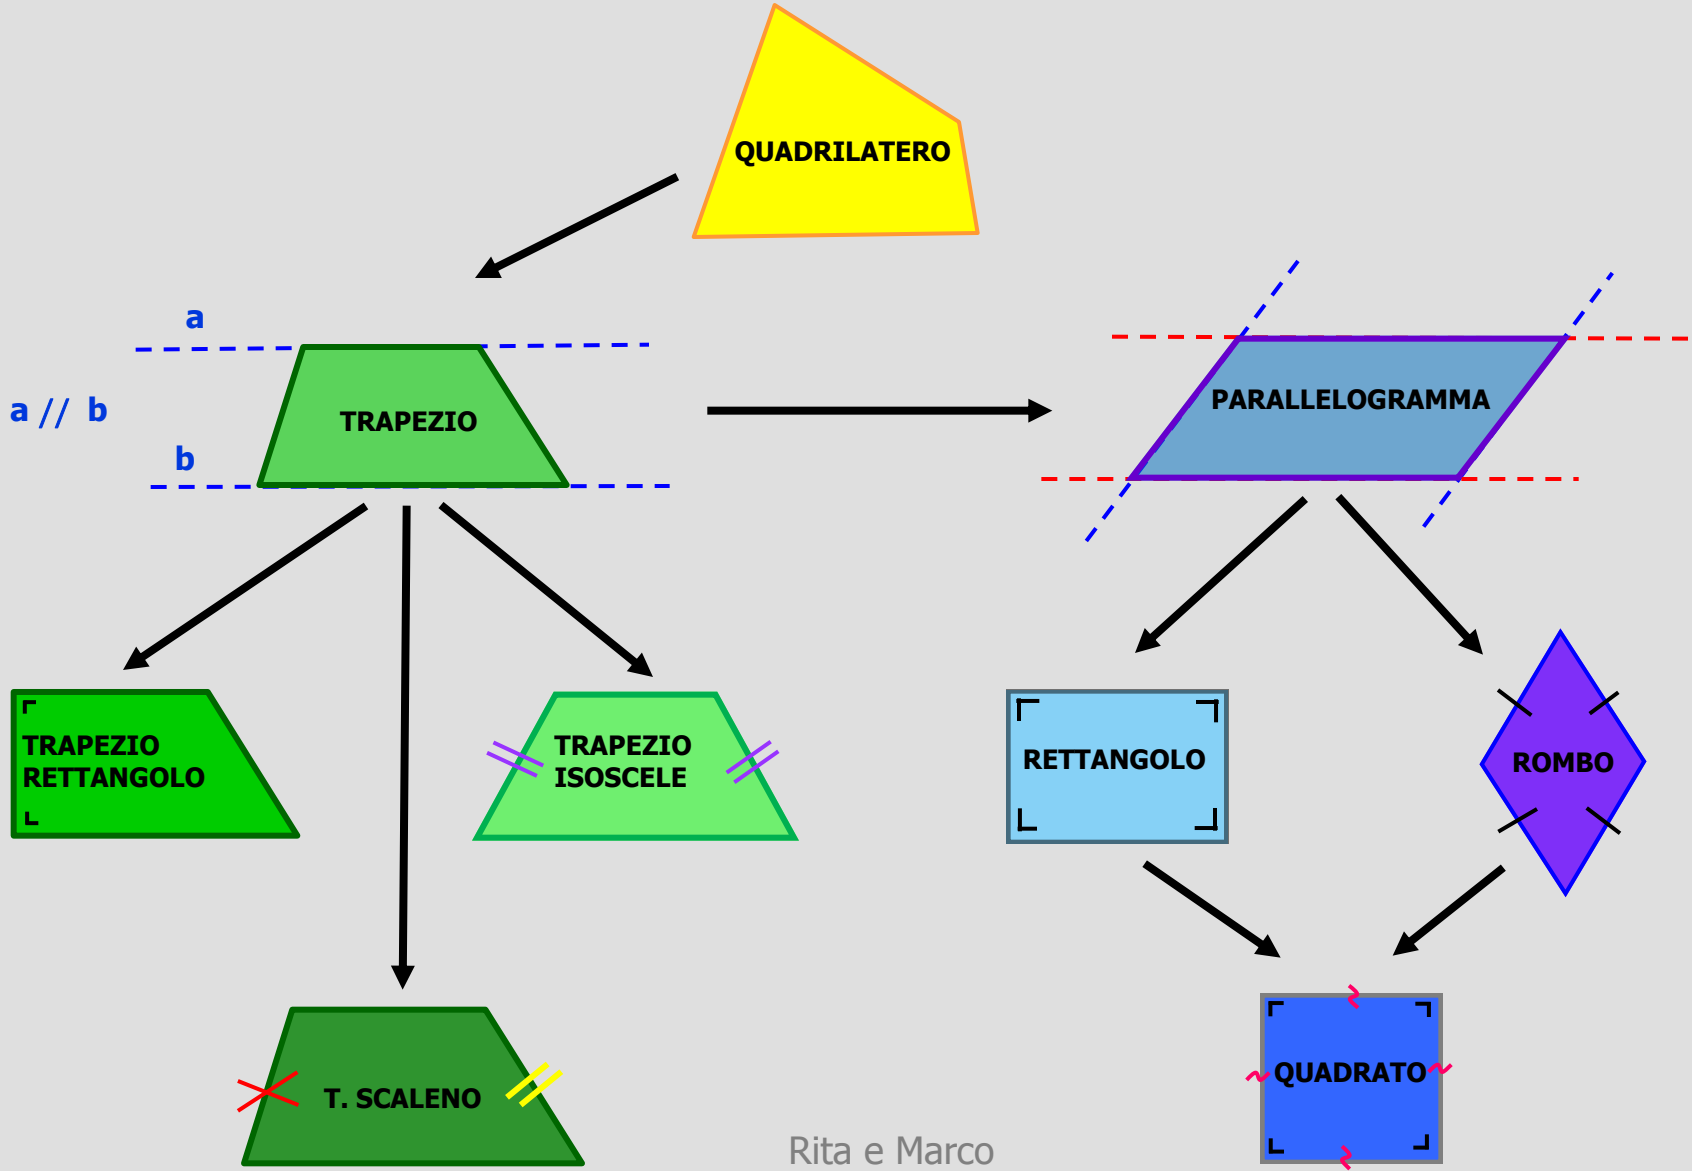 QUADRILATERO
a
a // b
TRAPEZIO
b
PARALLELOGRAMMA
TRAPEZIO
RETTANGOLO
TRAPEZIO
ISOSCELE
RETTANGOLO
ROMBO
T. SCALENO
QUADRATO
Rita e Marco